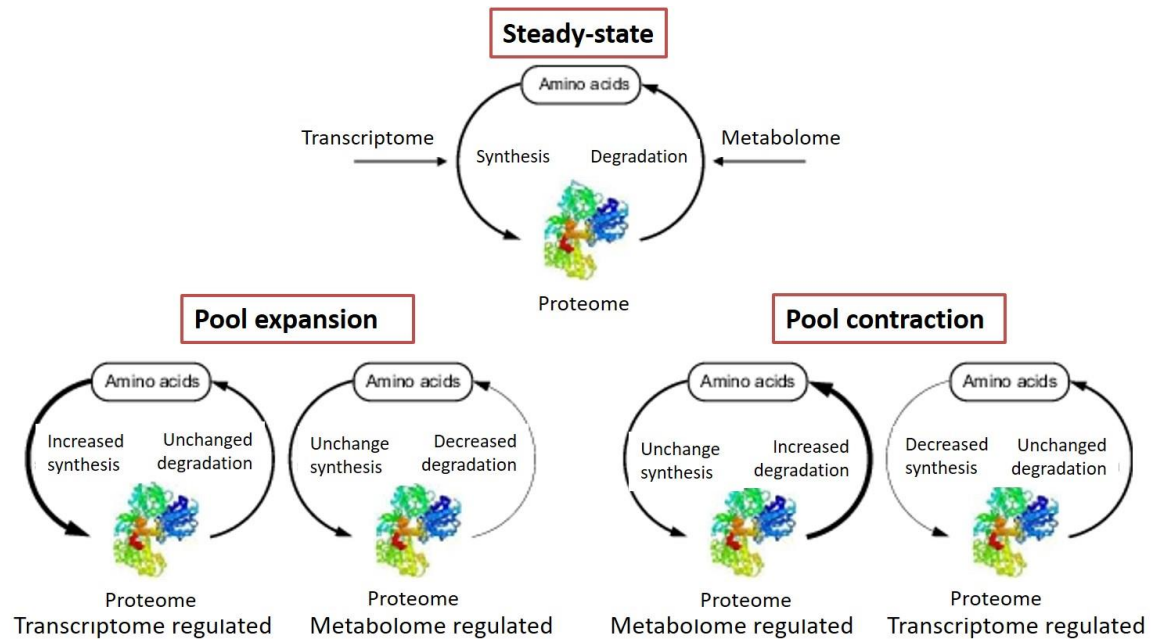 Steady-state
Amino acids
Transcriptome
Metabolome
Synthesis
Degradation
Proteome
Pool expansion
Pool contraction
Amino acids
Increased
synthesis
Unchanged
degradation
Proteome
Transcriptome regulated
Amino acids
Unchange
synthesis
Decreased
degradation
Proteome
Metabolome regulated
Amino acids
Unchange
synthesis
Increased
degradation
Proteome
Metabolome regulated
Amino acids
Decreased
synthesis
Unchanged
degradation
Proteome
Transcriptome regulated